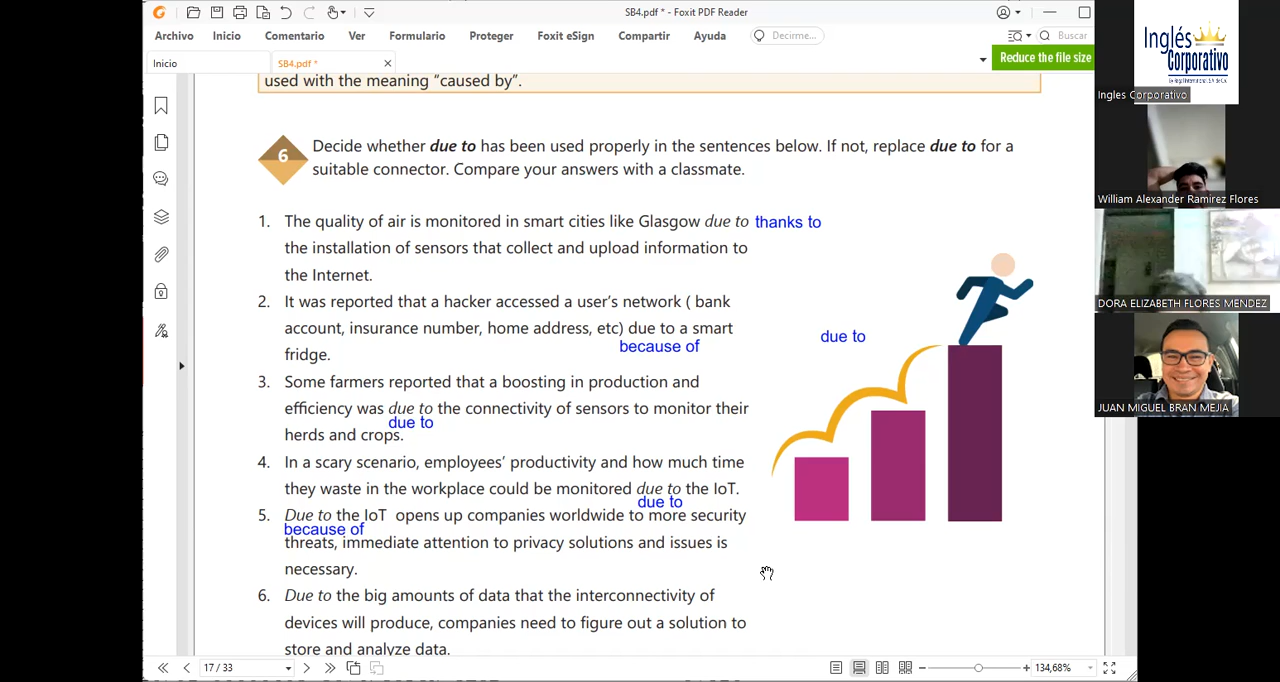 SB4.pdf * - Foxit PDF Reader
Archivo Inicio Comentario Ver Formulario Proteger Foxit eSign Compartir Ayuda Decirme... Buscar
Inicio SB4.pdf * Reduce the file size
used with the meaning “caused by”.
6 Decide whether due to has been used properly in the sentences below. If not, replace due to for a
suitable connector. Compare your answers with a classmate.
1. The quality of air is monitored in smart cities like Glasgow due to thanks to
the installation of sensors that collect and upload information to
the Internet.
2. It was reported that a hacker accessed a user’s network ( bank
account, insurance number, home address, etc) due to a smart
due to
because of
fridge.
3. Some farmers reported that a boosting in production and
efficiency was due to the connectivity of sensors to monitor their
due to
herds and crops.
4. In a scary scenario, employees’ productivity and how much time
they waste in the workplace could be monitored due to the IoT.
due to
5. Due to the IoT opens up companies worldwide to more security
because of
threats, immediate attention to privacy solutions and issues is
necessary.
6. Due to the big amounts of data that the interconnectivity of
devices will produce, companies need to figure out a solution to
store and analyze data.
17 / 33 134,68%
Inglés
Corporativo
Ingles Corporativo
William Alexander Ramirez Flores
DORA ELIZABETH FLORES MENDEZ
JUAN MIGUEL BRAN MEJIA